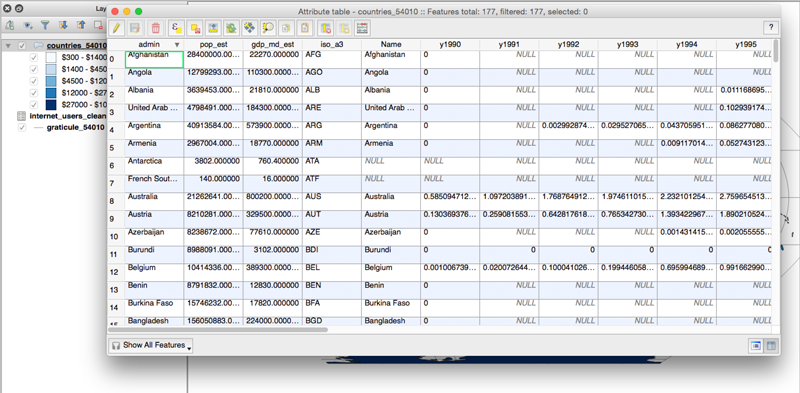 Lay
Attribute table - countries_54010 :: Features total: 177, filtered: 177, selected: 0
countries_54010
$300 - $1400
$1400 - $450
$4500 - $120
$12000 - $27
$27000 - $10
internet_users_clean
graticule_54010
?
admin pop_est gdp_md_est iso_a3 Name y1990 y1991 y1992 y1993 y1994 y1995
0 Afghanistan 28400000.00... 22270.000000 AFG Afghanistan 0 NULL NULL NULL NULL NULL
1 Angola 12799293.00... 110300.0000... AGO Angola 0 NULL NULL NULL NULL NULL
2 Albania 3639453.000... 21810.000000 ALB Albania 0 NULL NULL NULL NULL 0.011168695...
3 United Arab ... 4798491.000... 184300.0000... ARE United Arab ... 0 NULL NULL NULL NULL 0.102939174...
4 Argentina 40913584.00... 573900.0000... ARG Argentina 0 NULL 0.002992874... 0.029527065... 0.043705951... 0.086277080...
5 Armenia 2967004.000... 18770.000000 ARM Armenia 0 NULL NULL NULL 0.009117014... 0.052743123...
6 Antarctica 3802.000000 760.400000 ATA NULL NULL NULL NULL NULL NULL NULL
7 French Sout... 140.000000 16.000000 ATF NULL NULL NULL NULL NULL NULL NULL
8 Australia 21262641.00... 800200.0000... AUS Australia 0.585094712... 1.097203891... 1.768764912... 1.974611015... 2.232101254... 2.759654513...
9 Austria 8210281.000... 329500.0000... AUT Austria 0.130369376... 0.259081553... 0.642817618... 0.765342730... 1.393422967... 1.890210524...
10 Azerbaijan 8238672.000... 77610.000000 AZE Azerbaijan 0 NULL NULL NULL 0.001431415... 0.002055555...
11 Burundi 8988091.000... 3102.000000 BDI Burundi 0 0 0 0 0 0
12 Belgium 10414336.00... 389300.0000... BEL Belgium 0.001006739... 0.020072644... 0.100041026... 0.199446058... 0.695994689... 0.991662990...
13 Benin 8791832.000... 12830.000000 BEN Benin 0 NULL NULL NULL NULL NULL
14 Burkina Faso 15746232.00... 17820.000000 BFA Burkina Faso 0 NULL NULL NULL NULL NULL
15 Bangladesh 156050883.0... 224000.0000... BGD Bangladesh 0 NULL NULL NULL NULL NULL
Show All Features